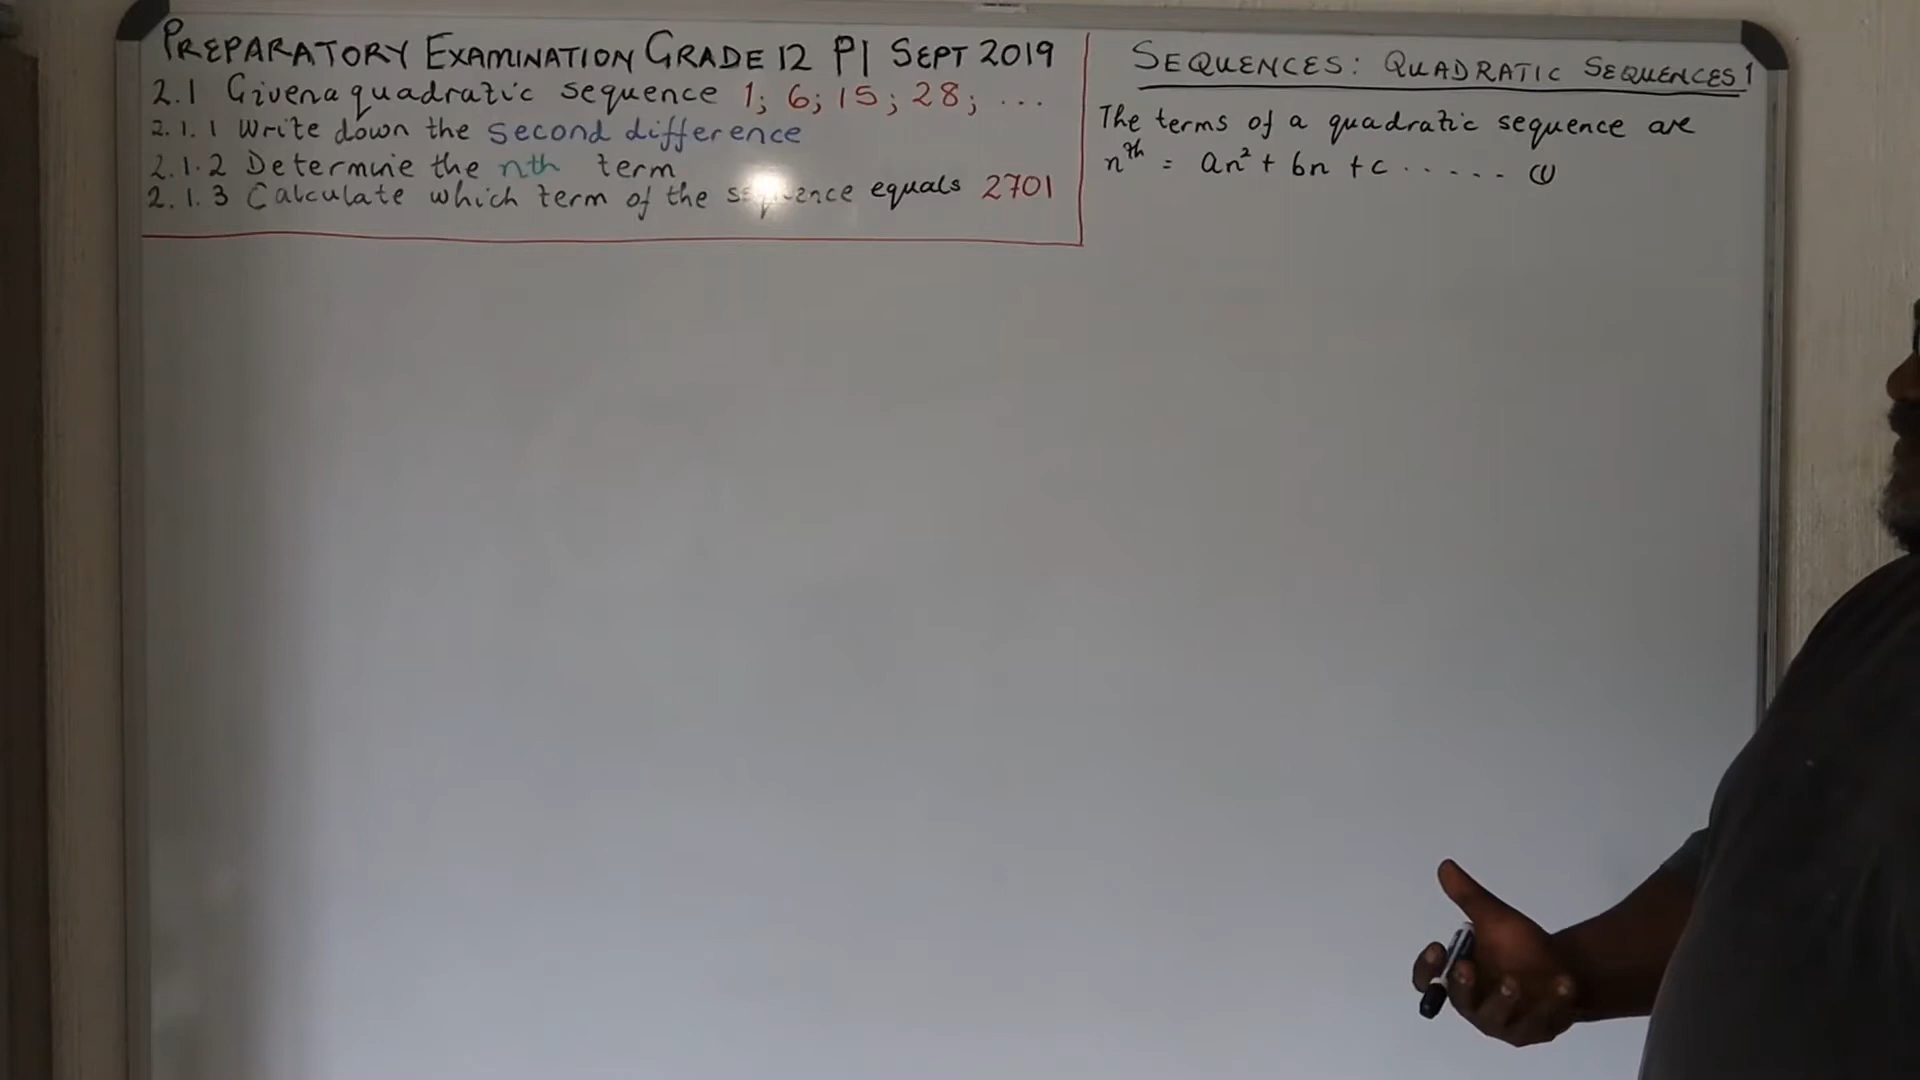 PREPARATORY EXAMINATION GRADE 12 P1 SEPT 2019
2.1 Given a quadratic sequence 1; 6; 15; 28; ...
2.1.1 Write down the second difference
2.1.2 Determine the nth term
2.1.3 Calculate which term of the sequence equals 2701
SEQUENCES: QUADRATIC SEQUENCES 1
The terms of a quadratic sequence are
nᵗʰ = an² + bn + c ...... (1)